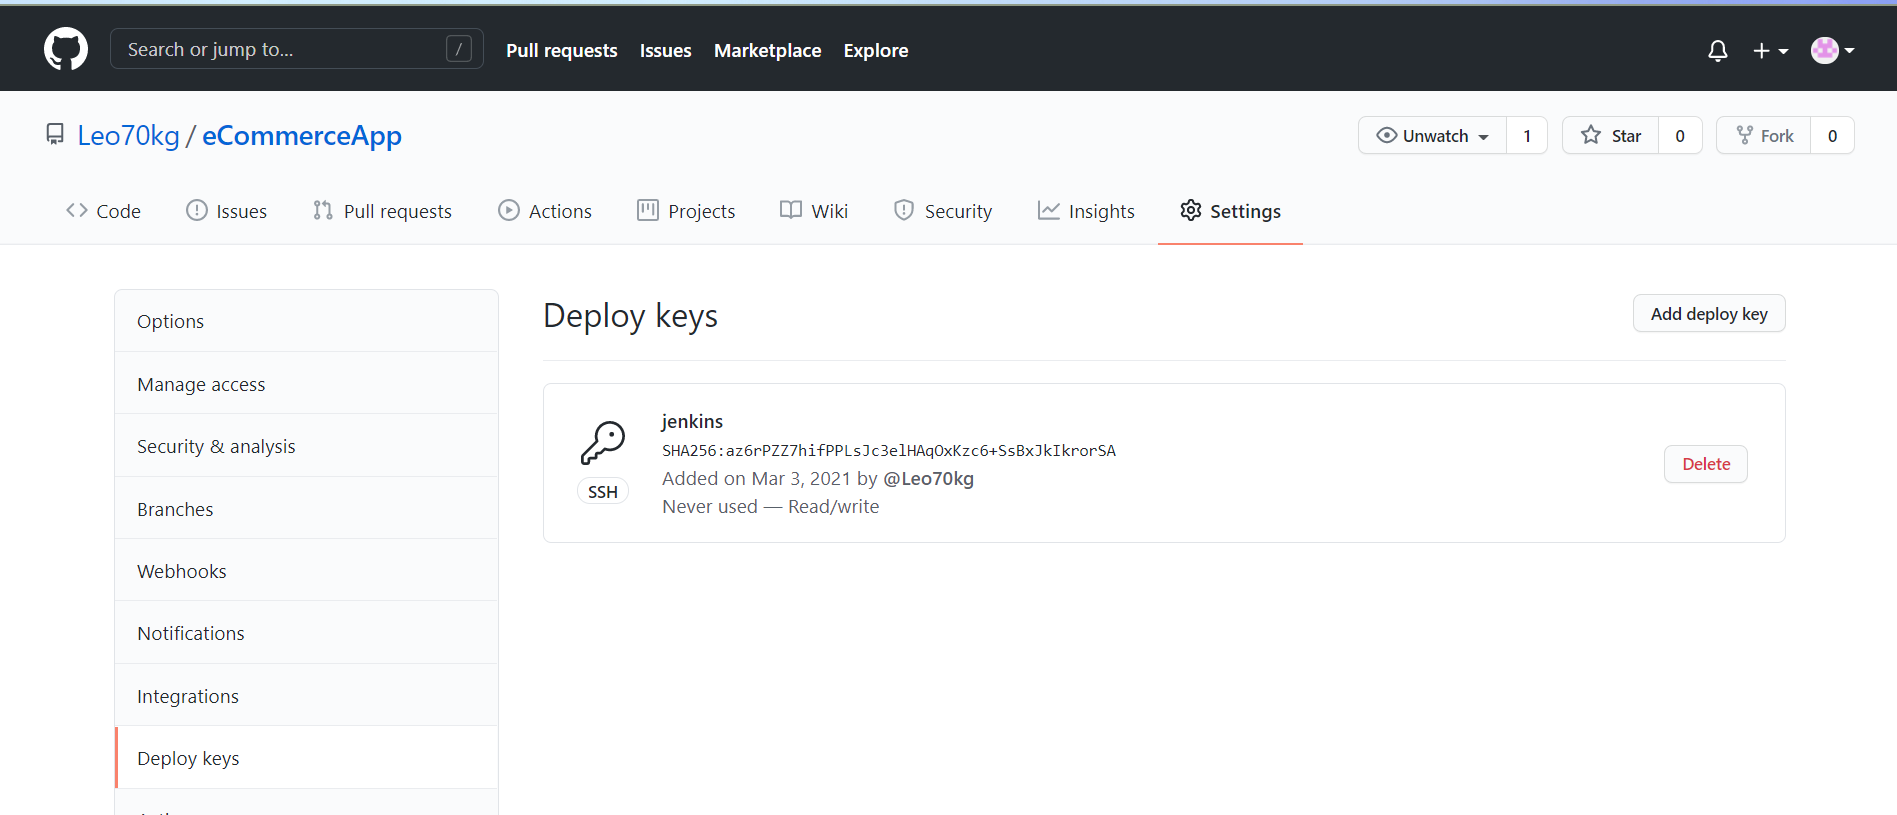 Search or jump to... /
Pull requests Issues Marketplace Explore
Leo70kg / eCommerceApp
Unwatch 1 Star 0 Fork 0
Code Issues Pull requests Actions Projects Wiki Security Insights Settings
Options
Manage access
Security & analysis
Branches
Webhooks
Notifications
Integrations
Deploy keys
Deploy keys
Add deploy key
jenkins
SHA256:az6rPZZ7hifPPLsJc3elHAqOxKzc6+SsBxJkIkrorSA
Added on Mar 3, 2021 by @Leo70kg
Never used — Read/write
SSH
Delete